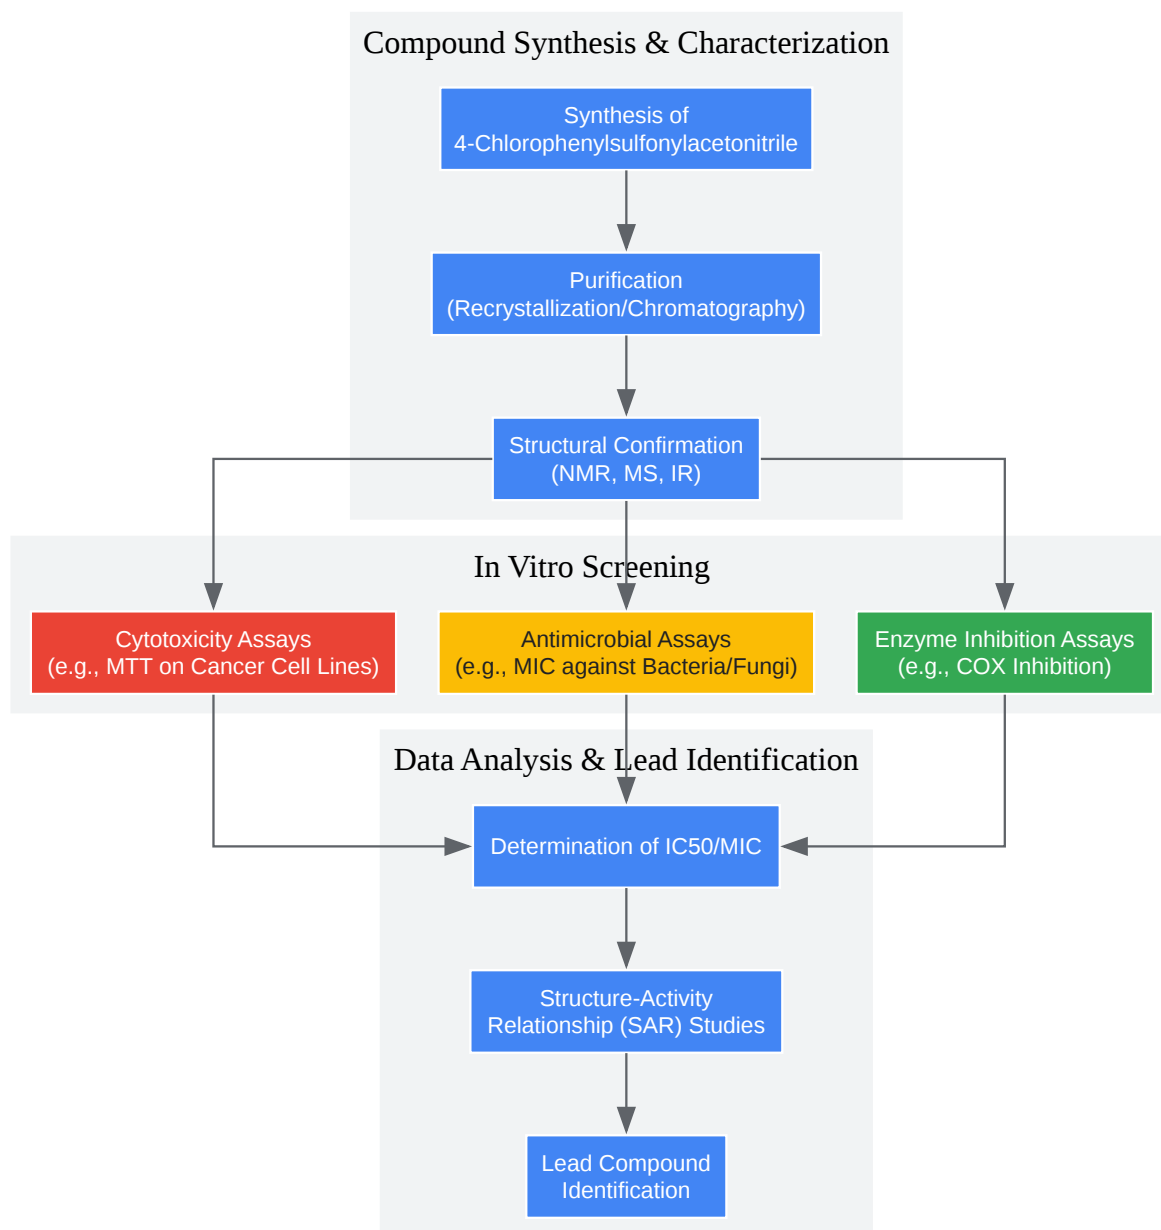 Compound Synthesis & Characterization
Synthesis of
4-Chlorophenylsulfonylacetonitrile
Purification
(Recrystallization/Chromatography)
Structural Confirmation
(NMR, MS, IR)
In Vitro Screening
Cytotoxicity Assays
(e.g., MTT on Cancer Cell Lines)
Antimicrobial Assays
(e.g., MIC against Bacteria/Fungi)
Enzyme Inhibition Assays
(e.g., COX Inhibition)
Data Analysis & Lead Identification
Determination of IC50/MIC
Structure-Activity
Relationship (SAR) Studies
Lead Compound
Identification